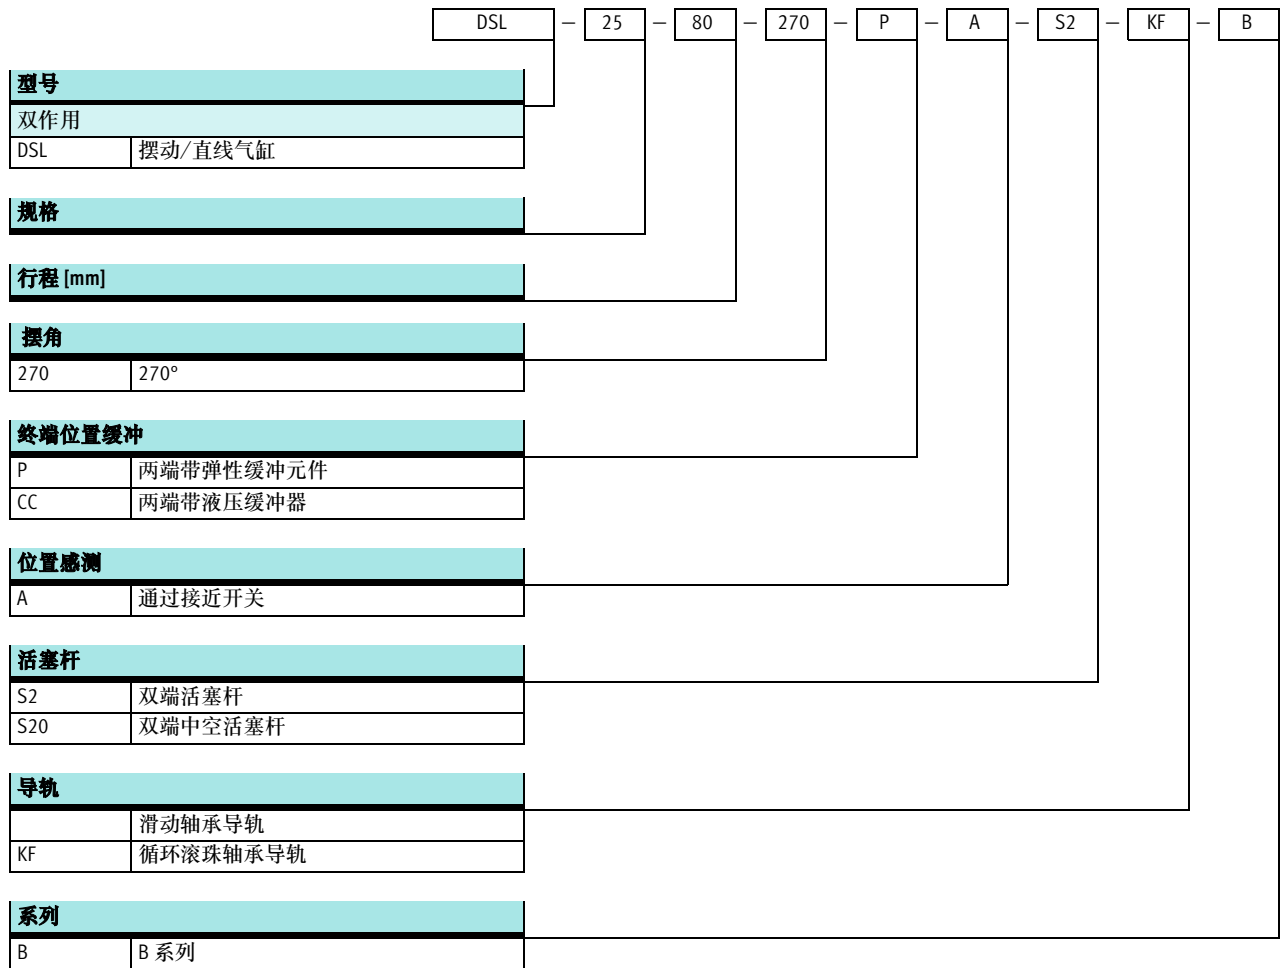 DSL – 25 – 80 – 270 – P – A – S2 – KF – B
型号
双作用
DSL 摆动/直线气缸
规格
行程 [mm]
摆角
270 270°
终端位置缓冲
P 两端带弹性缓冲元件
CC 两端带液压缓冲器
位置感测
A 通过接近开关
活塞杆
S2 双端活塞杆
S20 双端中空活塞杆
导轨
滑动轴承导轨
KF 循环滚珠轴承导轨
系列
B B 系列